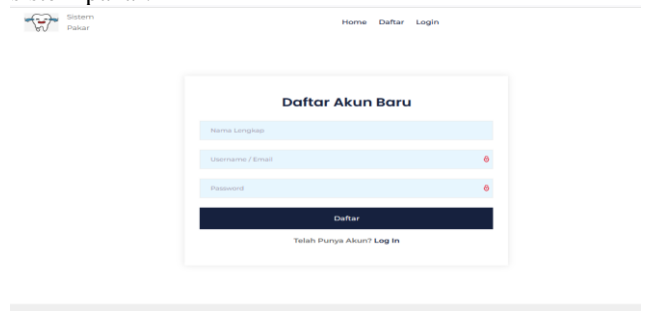 Sistem
Pakar
Home Daftar Login
Daftar Akun Baru
Nama Lengkap
Username / Email
Password
Daftar
Telah Punya Akun? Log In